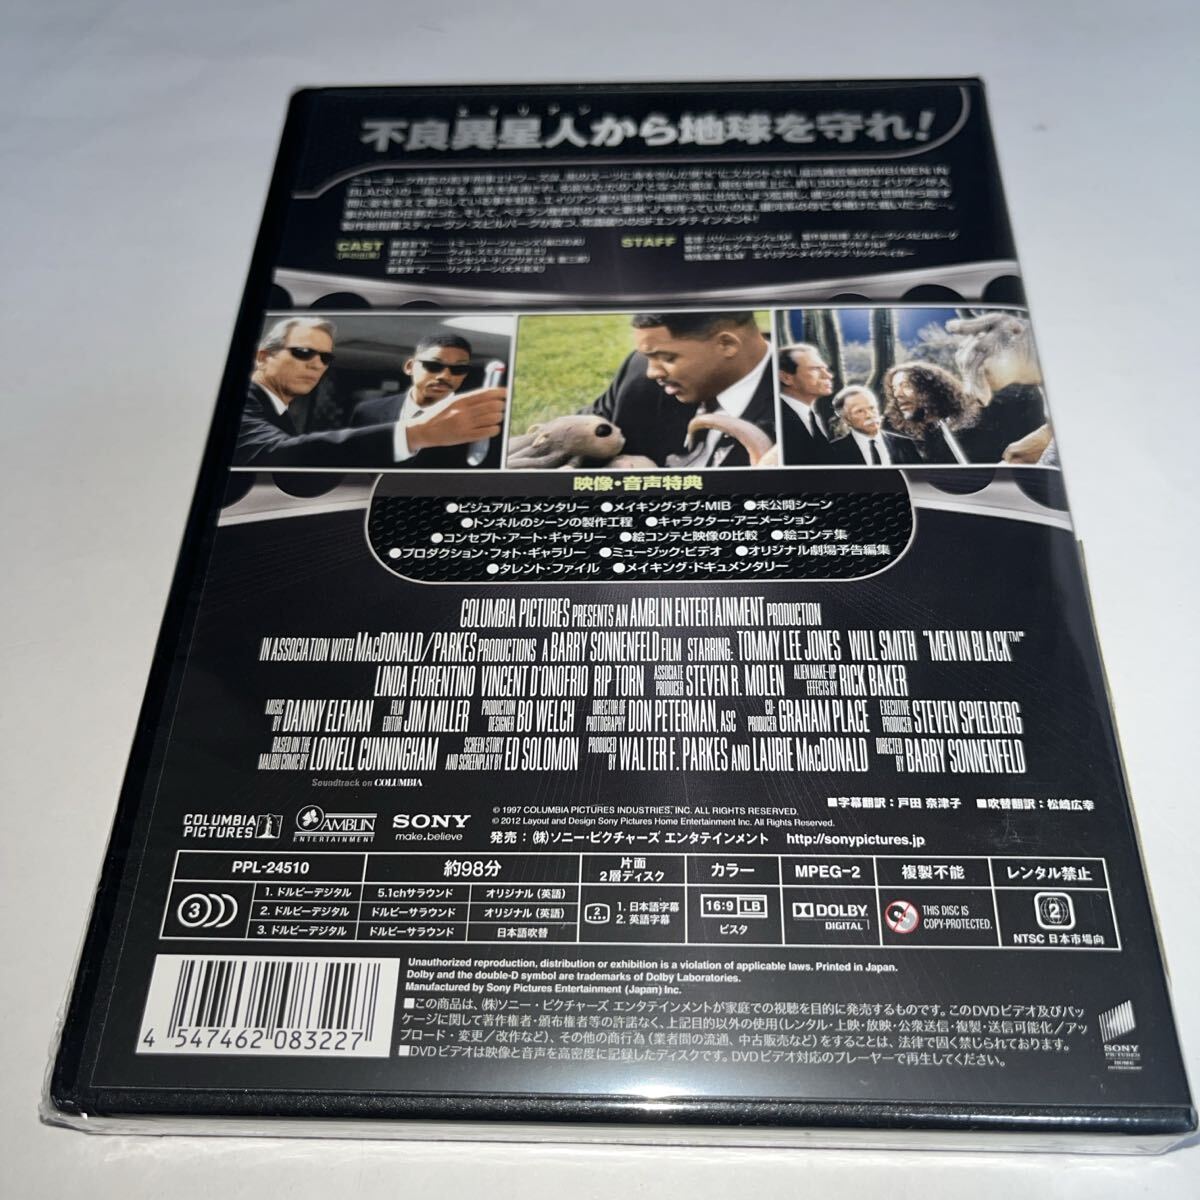 不良異星人から地球を守れ!
CAST
STAFF
映像・音声特典
●ビジュアル・コメンタリー ●メイキング・オブ・MIB ●未公開シーン
●トンネルのシーンの製作工程 ●キャラクター・アニメーション
●コンセプト・アート・ギャラリー ●絵コンテと映像の比較 ●絵コンテ集
●プロダクション・フォト・ギャラリー ●ミュージック・ビデオ ●オリジナル劇場予告編集
●タレント・ファイル ●メイキング・ドキュメンタリー
COLUMBIA PICTURES PRESENTS AN AMBLIN ENTERTAINMENT PRODUCTION
IN ASSOCIATION WITH MACDONALD/PARKES PRODUCTIONS A BARRY SONNENFELD FILM STARRING: TOMMY LEE JONES WILL SMITH "MEN IN BLACK™"
LINDA FIORENTINO VINCENT D'ONOFRIO RIP TORN ASSOCIATE PRODUCER STEVEN R. MOLEN ALIEN MAKE-UP EFFECTS BY RICK BAKER
MUSIC BY DANNY ELFMAN FILM EDITOR JIM MILLER PRODUCTION DESIGNER BO WELCH DIRECTOR OF PHOTOGRAPHY DON PETERMAN, ASC CO-PRODUCER GRAHAM PLACE EXECUTIVE PRODUCER STEVEN SPIELBERG
BASED ON THE MALIBU COMIC BY LOWELL CUNNINGHAM SCREEN STORY AND SCREENPLAY BY ED SOLOMON PRODUCED BY WALTER F. PARKES AND LAURIE MACDONALD DIRECTED BY BARRY SONNENFELD
Soundtrack on COLUMBIA
■字幕翻訳:戸田 奈津子 ■吹替翻訳:松崎広幸
COLUMBIA PICTURES
AMBLIN ENTERTAINMENT
SONY make.believe
© 1997 COLUMBIA PICTURES INDUSTRIES, INC. ALL RIGHTS RESERVED.
© 2012 Layout and Design Sony Pictures Home Entertainment Inc. All Rights Reserved.
発売:(株)ソニー・ピクチャーズ エンタテインメント http://sonypictures.jp
PPL-24510 約98分 片面2層ディスク カラー MPEG-2 複製不能 レンタル禁止
3
1. ドルビーデジタル 5.1chサラウンド オリジナル(英語)
2. ドルビーデジタル ドルビーサラウンド オリジナル(英語)
3. ドルビーデジタル ドルビーサラウンド 日本語吹替
2
1. 日本語字幕
2. 英語字幕
16:9 LB
ビスタ
DOLBY DIGITAL
THIS DISC IS COPY-PROTECTED.
2
NTSC 日本市場向
4 547462 083227
Unauthorized reproduction, distribution or exhibition is a violation of applicable laws. Printed in Japan.
Dolby and the double-D symbol are trademarks of Dolby Laboratories.
Manufactured by Sony Pictures Entertainment (Japan) Inc.
■この商品は、(株)ソニー・ピクチャーズ エンタテインメントが家庭での視聴を目的に発売するものです。このDVDビデオ及びパッ
ケージに関して著作権者・頒布権者等の許諾なく、上記目的以外の使用(レンタル・上映・放映・公衆送信・複製・送信可能化/アッ
プロード・変更/改作など)、その他の商行為(業者間の流通、中古販売など)をすることは、法律で固く禁じられております。
■DVDビデオは映像と音声を高密度に記録したディスクです。DVDビデオ対応のプレーヤーで再生してください。
SONY PICTURES HOME ENTERTAINMENT